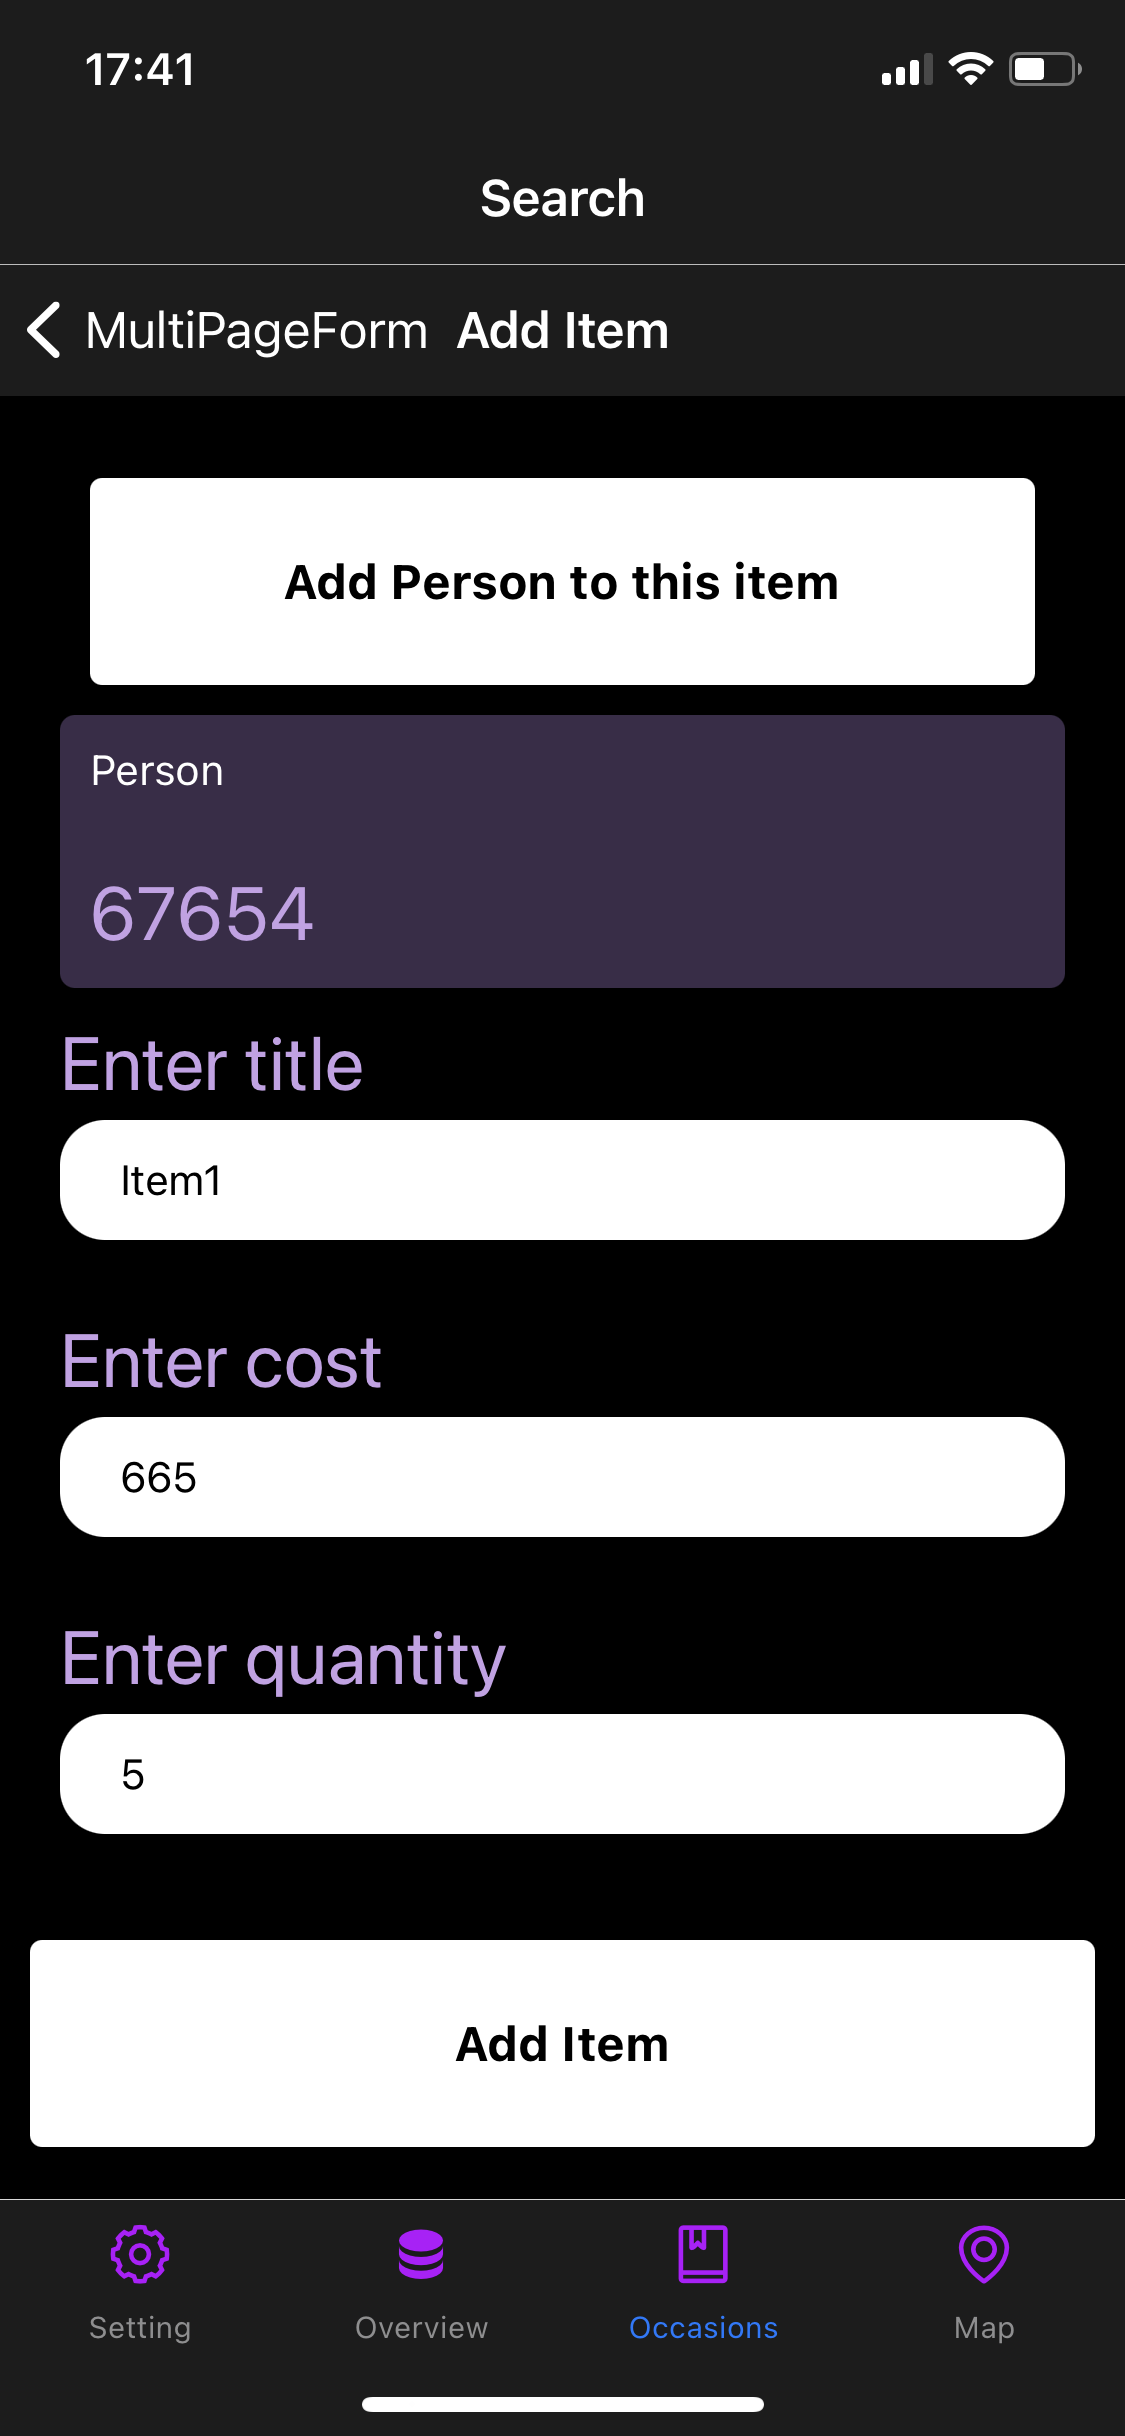 17:41
Search
MultiPageForm Add Item
Add Person to this item
Person
67654
Enter title
Item1
Enter cost
665
Enter quantity
5
Add Item
Setting Overview Occasions Map